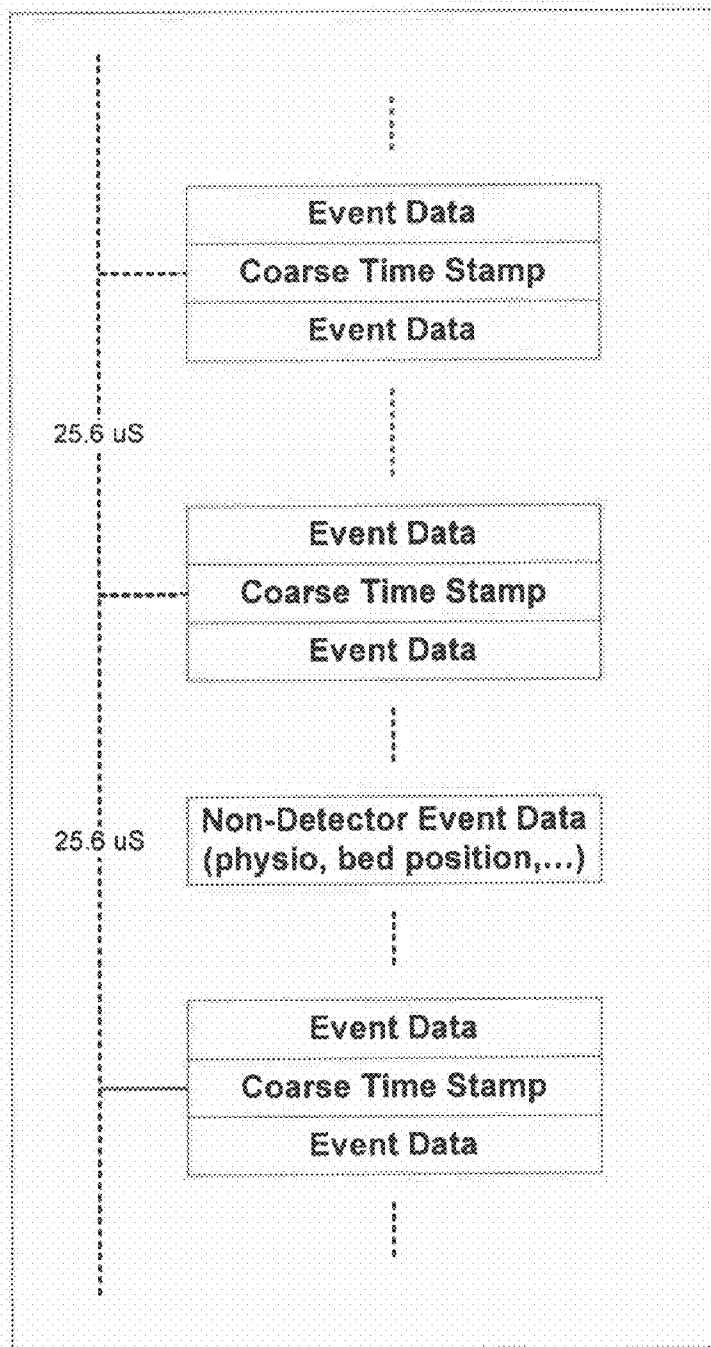 Event Data
Coarse Time Stamp
Event Data
25.6 uS
Event Data
Coarse Time Stamp
Event Data
25.6 uS
Non-Detector Event Data
(physio, bed position,...)
Event Data
Coarse Time Stamp
Event Data